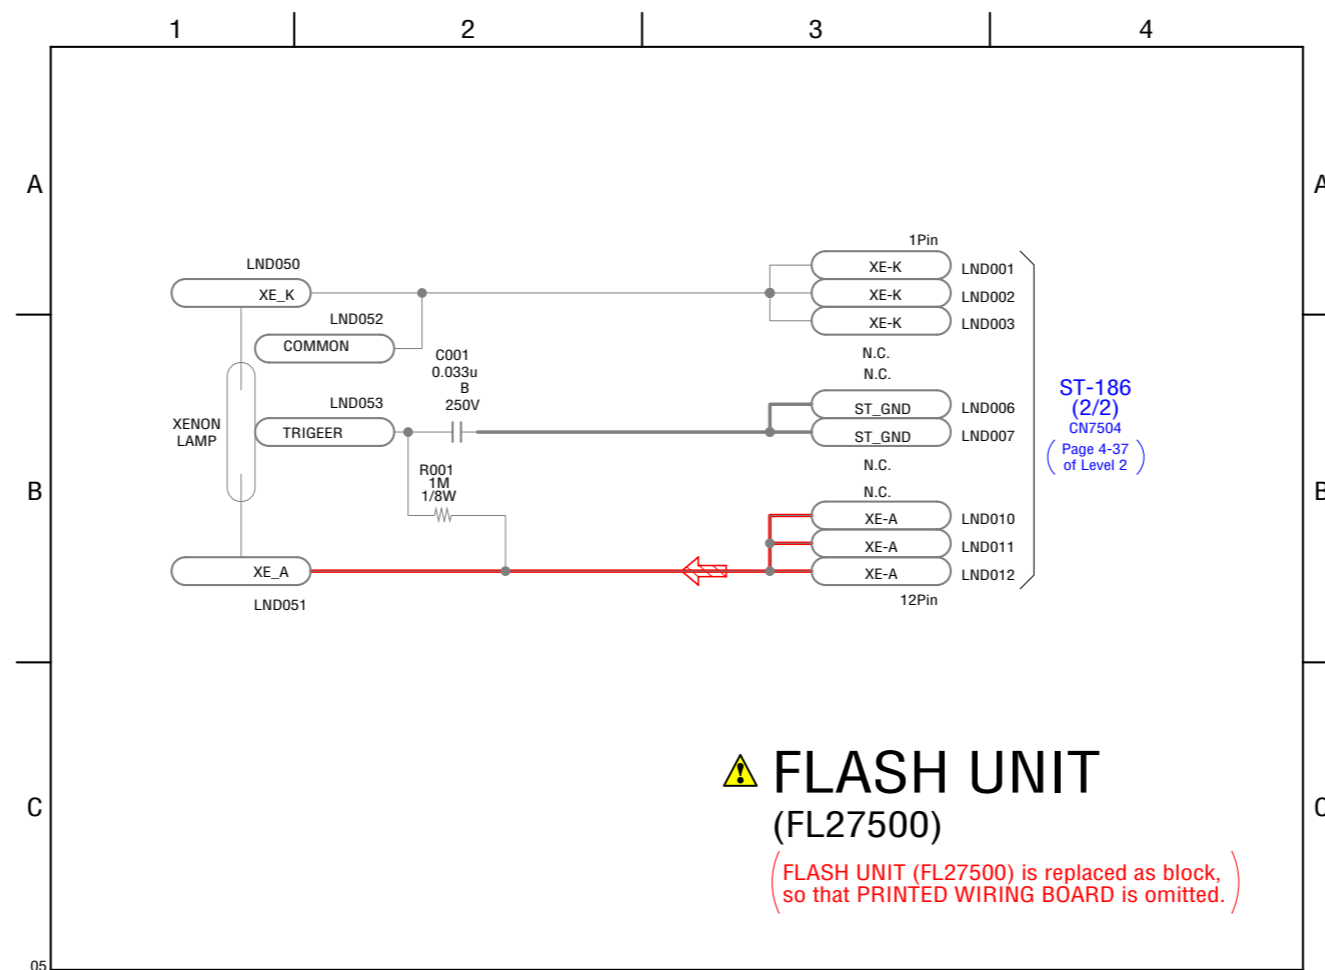 1 2 3 4
A A
1Pin
LND050
XE_K
LND052
COMMON
XE-K LND001
XE-K LND002
XE-K LND003
N.C.
N.C.
C001
0.033u
B
250V
LND053
TRIGEER
XENON
LAMP
ST_GND LND006
ST_GND LND007
ST-186
(2/2)
CN7504
( Page 4-37
of Level 2 )
R001
1M
1/8W
N.C.
N.C.
B B
XE-A LND010
XE-A LND011
XE-A LND012
12Pin
XE_A
LND051
FLASH UNIT
C C
(FL27500)
( FLASH UNIT (FL27500) is replaced as block,
so that PRINTED WIRING BOARD is omitted. )
05